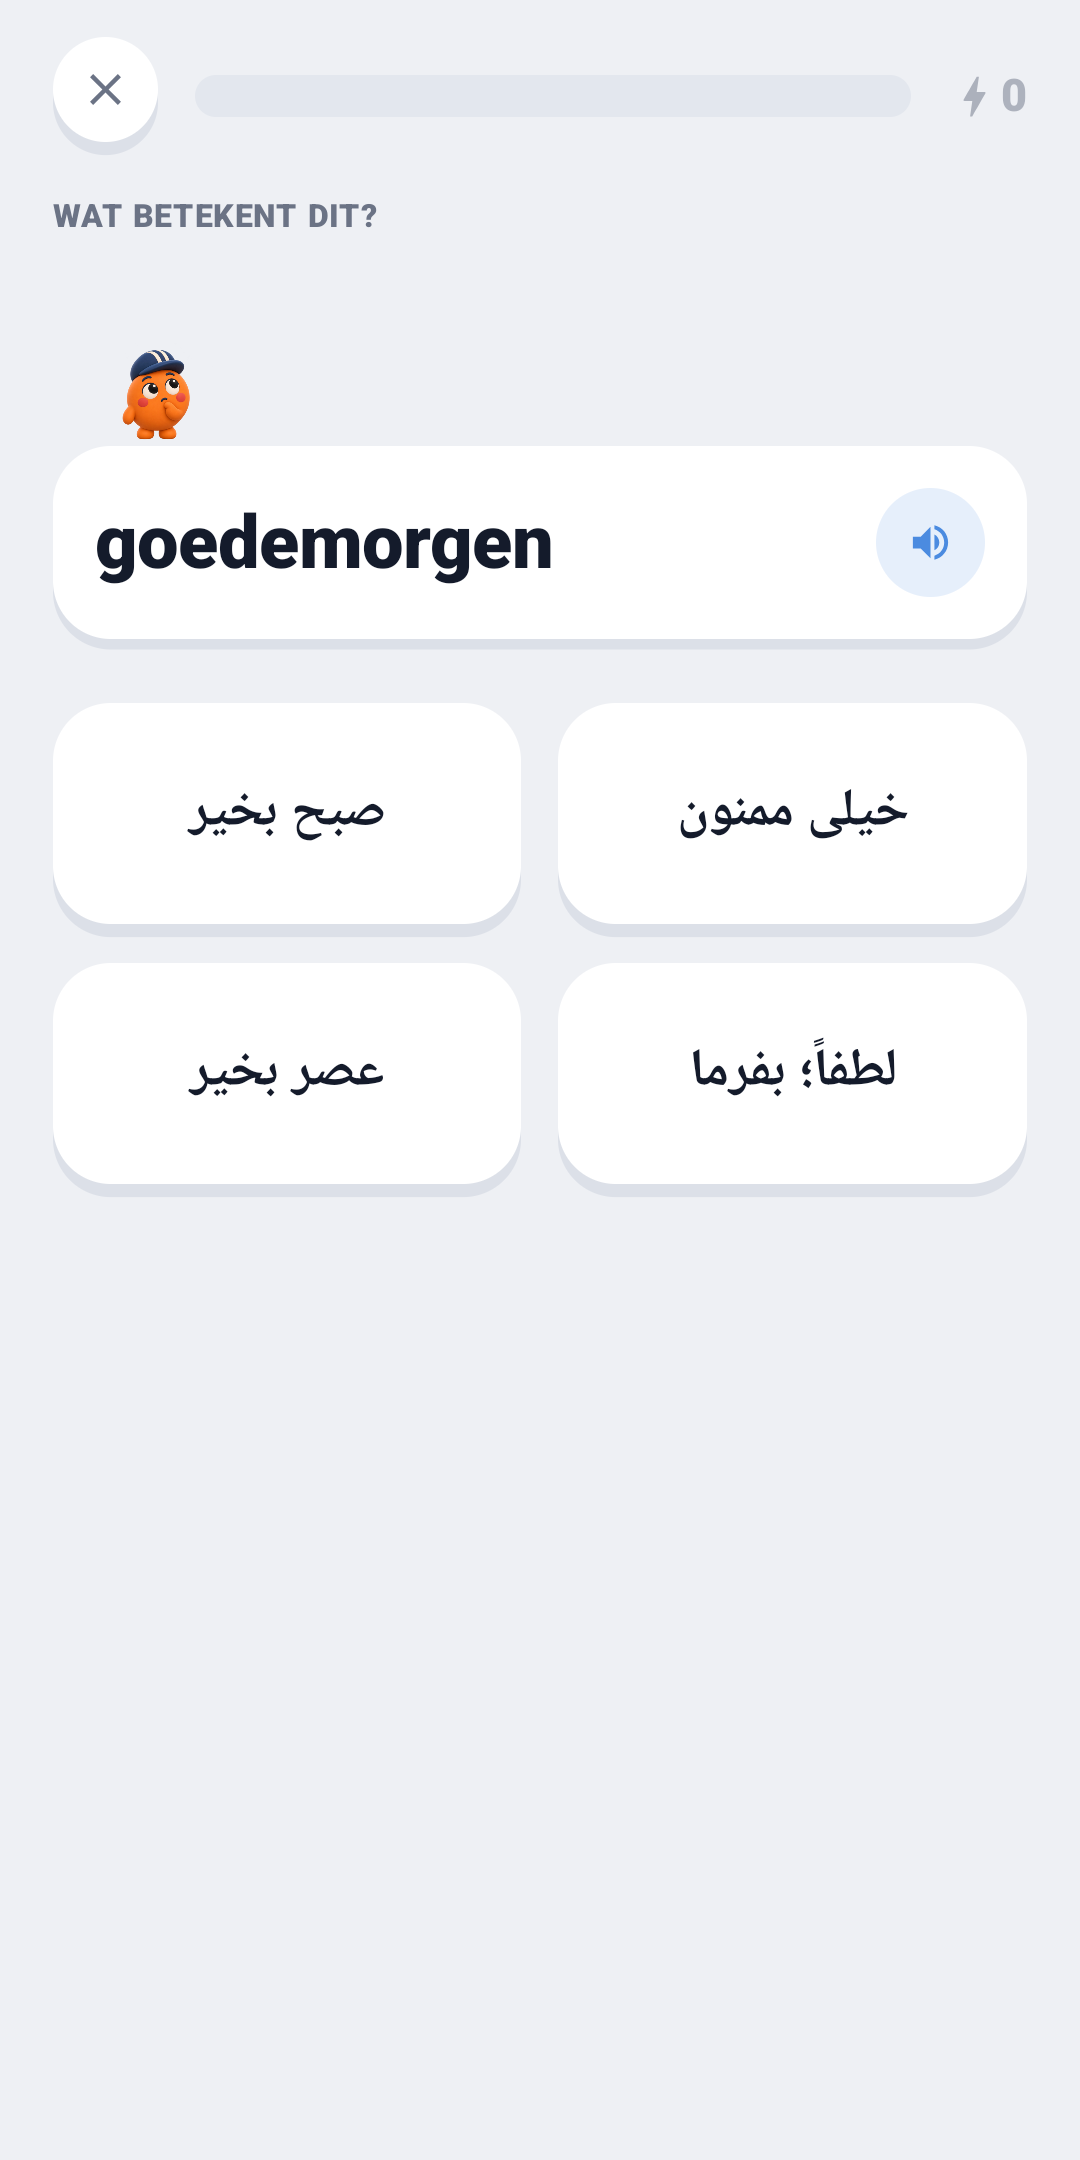 0
WAT BETEKENT DIT?
goedemorgen
صبح بخیر
خیلی ممنون
عصر بخیر
لطفاً؛ بفرما